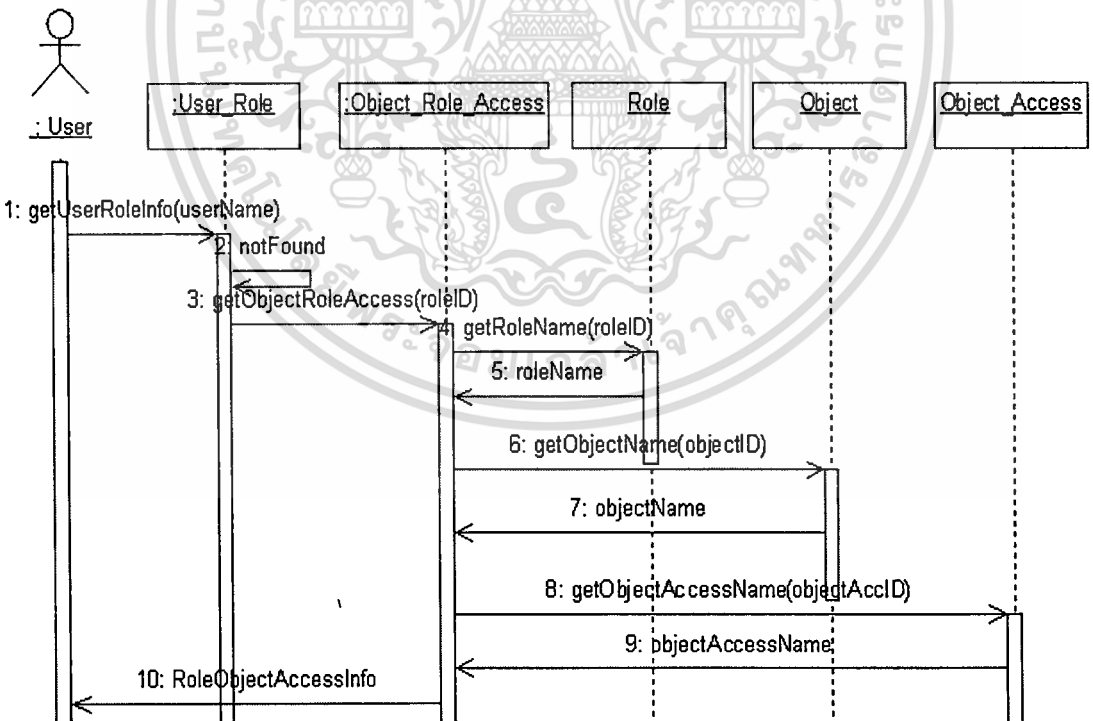 :User_Role
:Object_Role_Access
Role
Object
Object_Access
: User
1: getUserRoleInfo(userName)
2: notFound
3: getObjectRoleAccess(roleID)
4: getRoleName(roleID)
5: roleName
6: getObjectName(objectID)
7: objectName
8: getObjectAccessName(objectAccID)
9: objectAccessName
10: RoleObjectAccessInfo